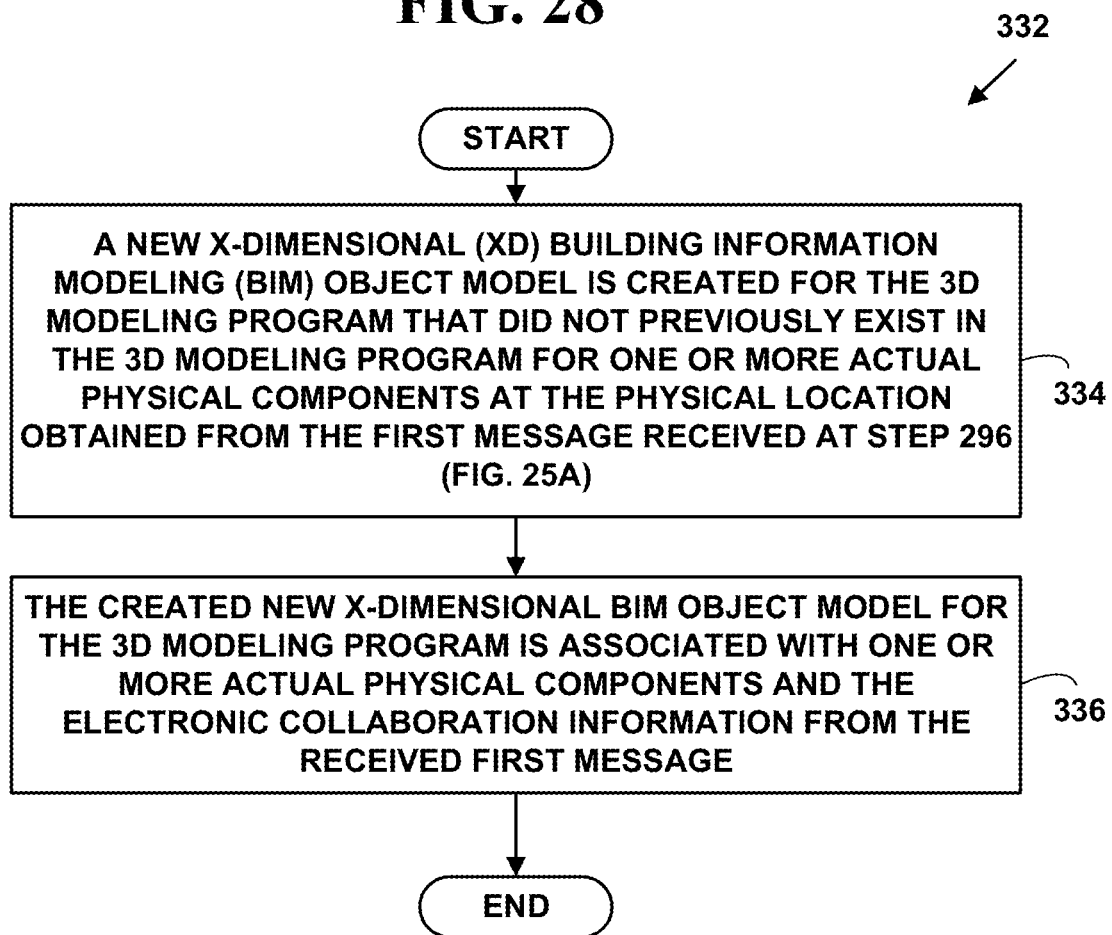 FIG. 28
332
START
A NEW X-DIMENSIONAL (XD) BUILDING INFORMATION
MODELING (BIM) OBJECT MODEL IS CREATED FOR THE 3D
MODELING PROGRAM THAT DID NOT PREVIOUSLY EXIST IN
THE 3D MODELING PROGRAM FOR ONE OR MORE ACTUAL
PHYSICAL COMPONENTS AT THE PHYSICAL LOCATION
OBTAINED FROM THE FIRST MESSAGE RECEIVED AT STEP 296
(FIG. 25A)
334
THE CREATED NEW X-DIMENSIONAL BIM OBJECT MODEL FOR
THE 3D MODELING PROGRAM IS ASSOCIATED WITH ONE OR
MORE ACTUAL PHYSICAL COMPONENTS AND THE
ELECTRONIC COLLABORATION INFORMATION FROM THE
RECEIVED FIRST MESSAGE
336
END